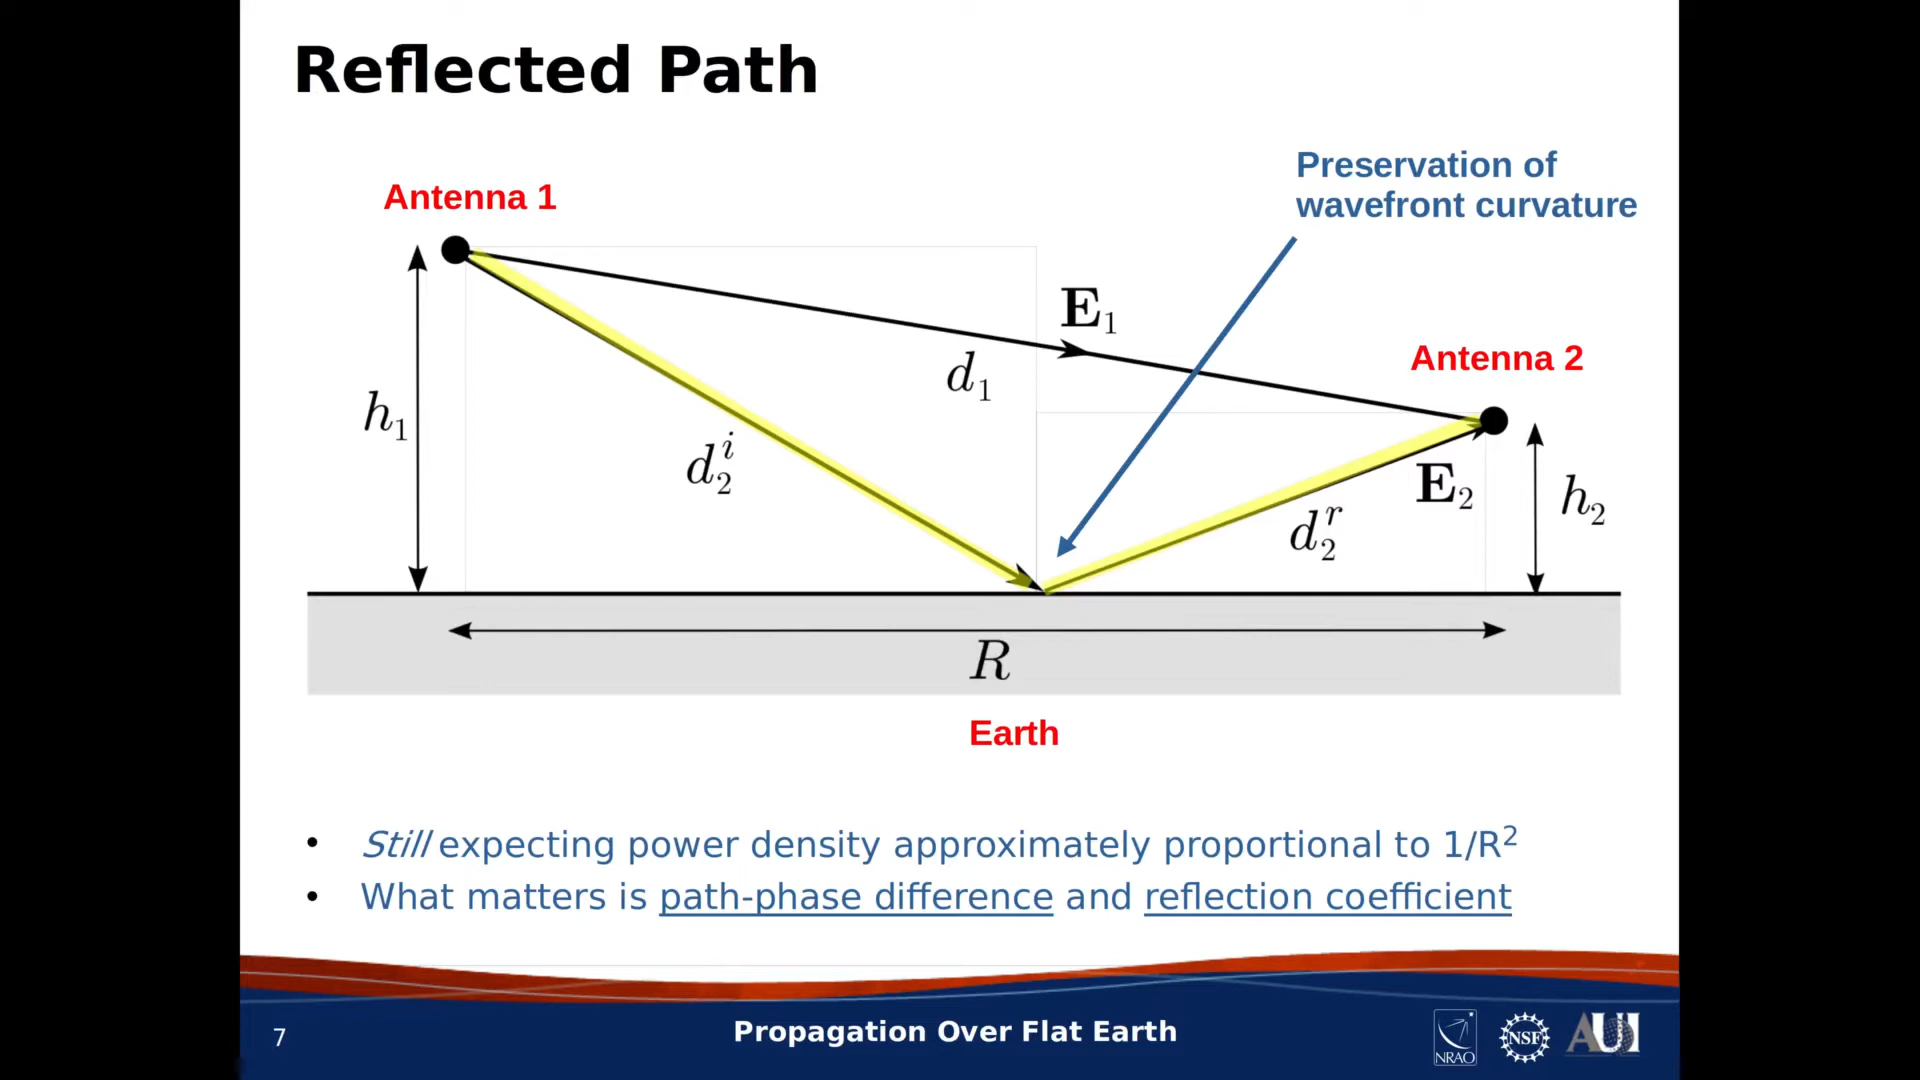 Reflected Path
Preservation of
wavefront curvature
Antenna 1
E₁
d₁
Antenna 2
h₁
d₂ⁱ
E₂
h₂
d₂ʳ
R
Earth
• Still expecting power density approximately proportional to 1/R²
• What matters is path-phase difference and reflection coefficient
7
Propagation Over Flat Earth
NRAO
NSF
AUI